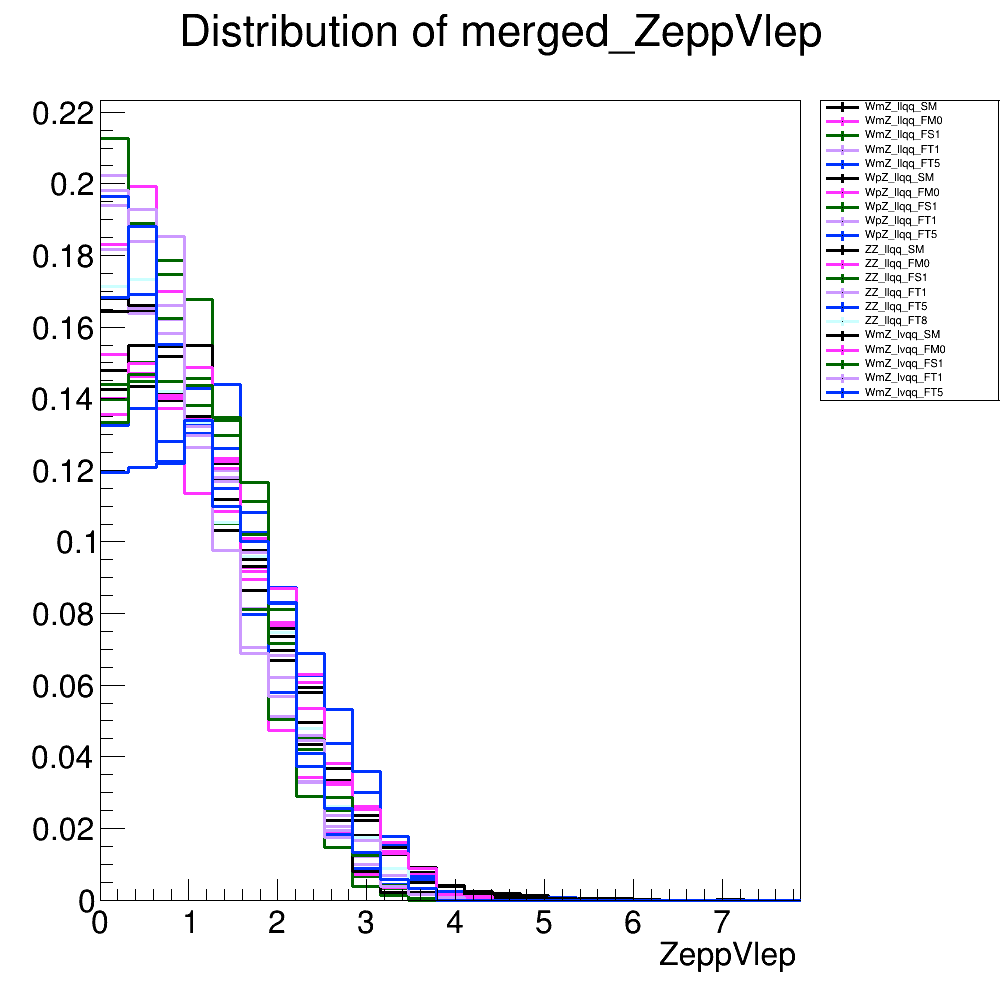 Distribution of merged_ZeppVlep
0.22
0.2
0.18
0.16
0.14
0.12
0.1
0.08
0.06
0.04
0.02
0
0 1 2 3 4 5 6 7
ZeppVlep
WmZ_llqq_SM
WmZ_llqq_FM0
WmZ_llqq_FS1
WmZ_llqq_FT1
WmZ_llqq_FT5
WpZ_llqq_SM
WpZ_llqq_FM0
WpZ_llqq_FS1
WpZ_llqq_FT1
WpZ_llqq_FT5
ZZ_llqq_SM
ZZ_llqq_FM0
ZZ_llqq_FS1
ZZ_llqq_FT1
ZZ_llqq_FT5
ZZ_llqq_FT8
WmZ_lvqq_SM
WmZ_lvqq_FM0
WmZ_lvqq_FS1
WmZ_lvqq_FT1
WmZ_lvqq_FT5